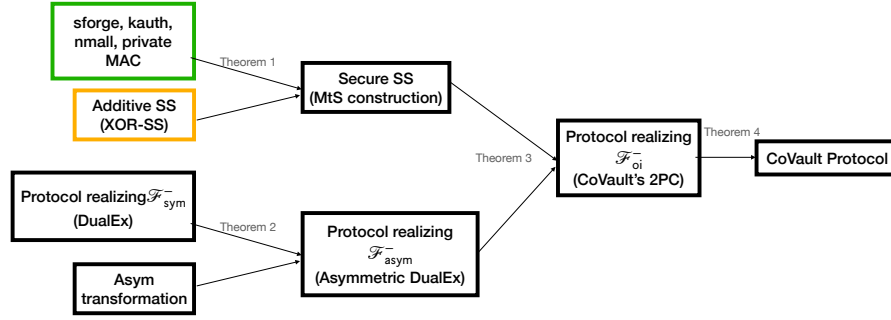 sforge, kauth,
nmall, private
MAC
Theorem 1
Secure SS
(MtS construction)
Additive SS
(XOR-SS)
Theorem 3
Protocol realizing
ℱ⁻oi
(CoVault's 2PC)
Theorem 4
CoVault Protocol
Protocol realizing ℱ⁻sym
(DualEx)
Theorem 2
Protocol realizing
ℱ⁻asym
(Asymmetric DualEx)
Asym
transformation